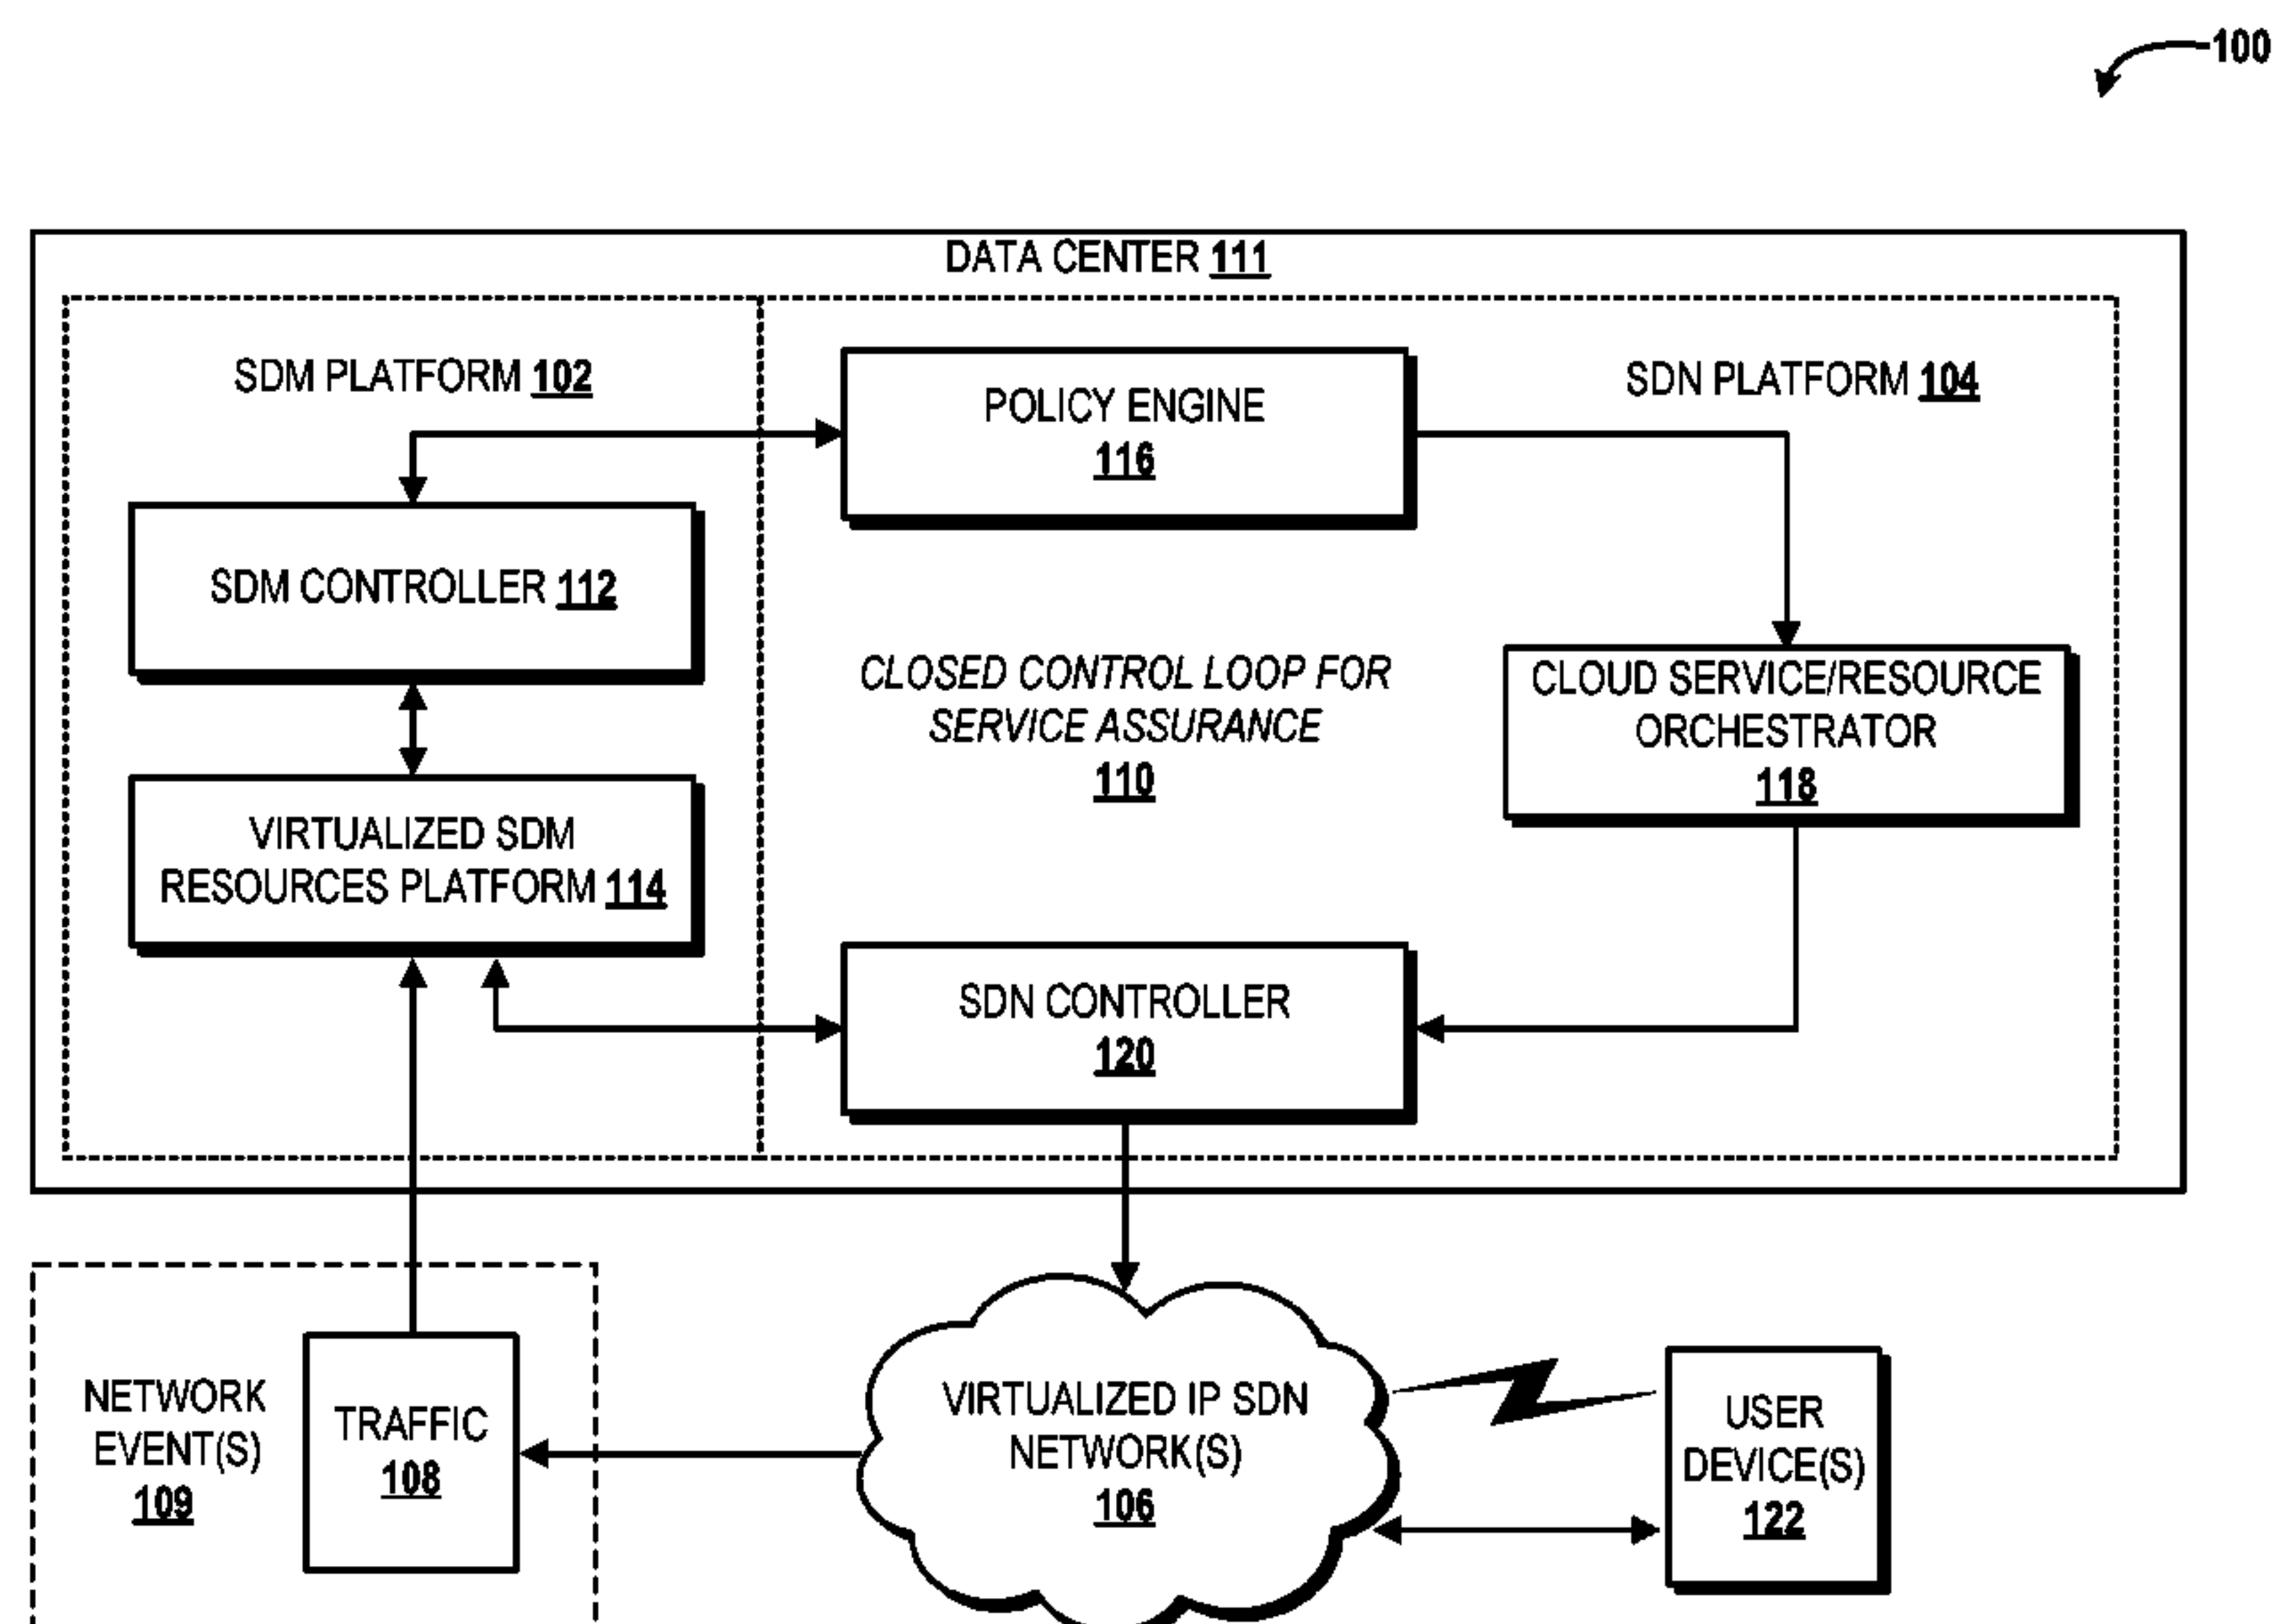 100
DATA CENTER 111
SDM PLATFORM 102
SDN PLATFORM 104
POLICY ENGINE
116
SDM CONTROLLER 112
CLOSED CONTROL LOOP FOR
SERVICE ASSURANCE
110
CLOUD SERVICE/RESOURCE
ORCHESTRATOR
118
VIRTUALIZED SDM
RESOURCES PLATFORM 114
SDN CONTROLLER
120
NETWORK
EVENT(S)
109
TRAFFIC
108
VIRTUALIZED IP SDN
NETWORK(S)
106
USER
DEVICE(S)
122